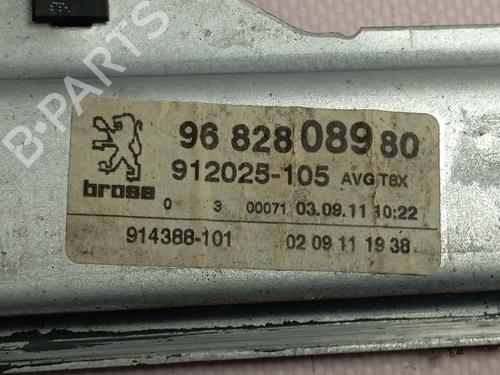 B-PARTS
96 828 089 80
912025-105 AVG T8X
brose
0 3 00071 03.09.11 10:22
914388-101 02 09 11 19 38